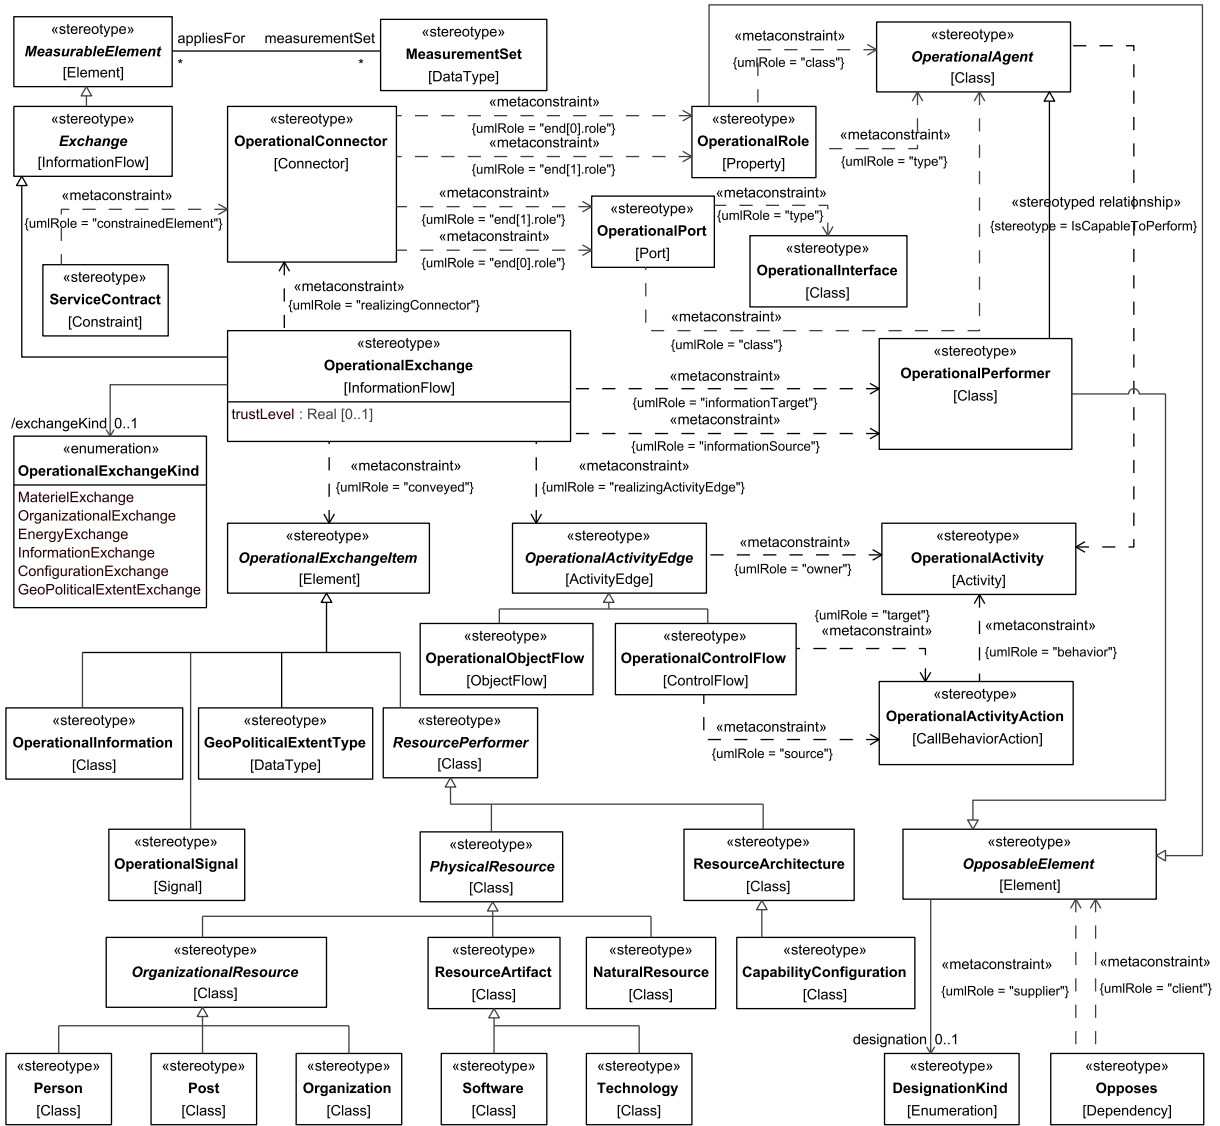 «stereotype»
MeasurableElement
[Element]
appliesFor
*
measurementSet
*
«stereotype»
MeasurementSet
[DataType]
«metaconstraint»
{umlRole = "class"}
«stereotype»
OperationalAgent
[Class]
«stereotype»
Exchange
[InformationFlow]
«stereotype»
OperationalConnector
[Connector]
«metaconstraint»
{umlRole = "end[0].role"}
«metaconstraint»
{umlRole = "end[1].role"}
«stereotype»
OperationalRole
[Property]
«metaconstraint»
{umlRole = "type"}
«metaconstraint»
{umlRole = "constrainedElement"}
«metaconstraint»
{umlRole = "end[1].role"}
«metaconstraint»
{umlRole = "end[0].role"}
«stereotype»
OperationalPort
[Port]
«metaconstraint»
{umlRole = "type"}
«stereotyped relationship»
{stereotype = IsCapableToPerform}
«stereotype»
OperationalInterface
[Class]
«stereotype»
ServiceContract
[Constraint]
«metaconstraint»
{umlRole = "realizingConnector"}
«metaconstraint»
{umlRole = "class"}
«stereotype»
OperationalExchange
[InformationFlow]
trustLevel : Real [0..1]
«metaconstraint»
{umlRole = "informationTarget"}
«metaconstraint»
{umlRole = "informationSource"}
«stereotype»
OperationalPerformer
[Class]
/exchangeKind
0..1
«enumeration»
OperationalExchangeKind
MaterielExchange
OrganizationalExchange
EnergyExchange
InformationExchange
ConfigurationExchange
GeoPoliticalExtentExchange
«metaconstraint»
{umlRole = "conveyed"}
«metaconstraint»
{umlRole = "realizingActivityEdge"}
«stereotype»
OperationalExchangeItem
[Element]
«stereotype»
OperationalActivityEdge
[ActivityEdge]
«metaconstraint»
{umlRole = "owner"}
«stereotype»
OperationalActivity
[Activity]
«stereotype»
OperationalObjectFlow
[ObjectFlow]
«stereotype»
OperationalControlFlow
[ControlFlow]
{umlRole = "target"}
«metaconstraint»
«metaconstraint»
{umlRole = "behavior"}
«metaconstraint»
{umlRole = "source"}
«stereotype»
OperationalActivityAction
[CallBehaviorAction]
«stereotype»
OperationalInformation
[Class]
«stereotype»
GeoPoliticalExtentType
[DataType]
«stereotype»
ResourcePerformer
[Class]
«stereotype»
OperationalSignal
[Signal]
«stereotype»
PhysicalResource
[Class]
«stereotype»
ResourceArchitecture
[Class]
«stereotype»
OpposableElement
[Element]
«stereotype»
OrganizationalResource
[Class]
«stereotype»
ResourceArtifact
[Class]
«stereotype»
NaturalResource
[Class]
«stereotype»
CapabilityConfiguration
[Class]
«metaconstraint»
{umlRole = "supplier"}
«metaconstraint»
{umlRole = "client"}
designation
0..1
«stereotype»
Person
[Class]
«stereotype»
Post
[Class]
«stereotype»
Organization
[Class]
«stereotype»
Software
[Class]
«stereotype»
Technology
[Class]
«stereotype»
DesignationKind
[Enumeration]
«stereotype»
Opposes
[Dependency]